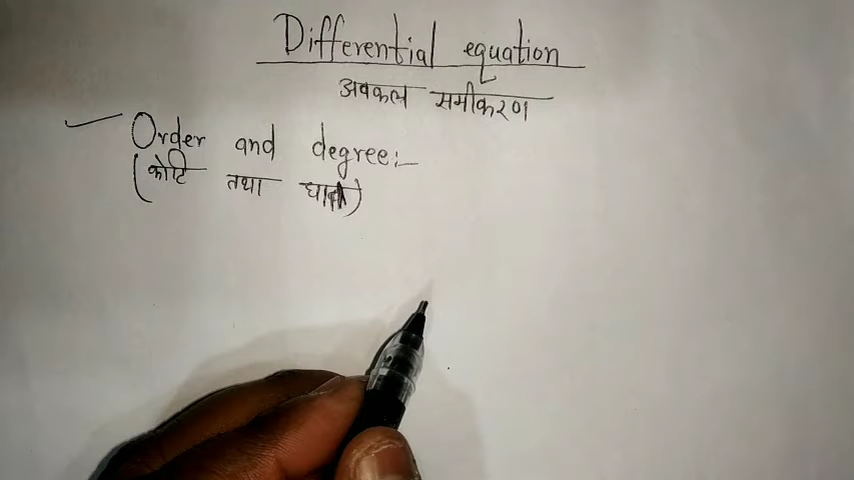 Differential equation
अवकल समीकरण
Order and degree:-
(कोटि तथा घात)